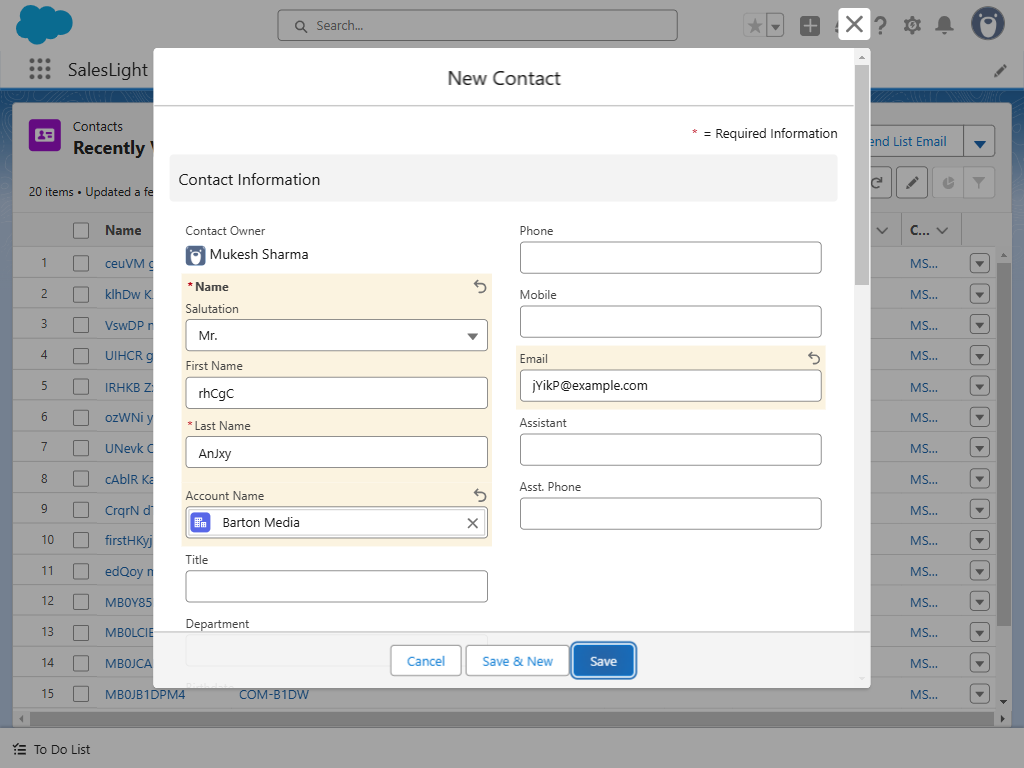 Search...
SalesLight
New Contact
* = Required Information
Contact Information
Contacts
Recently V
end List Email
20 items • Updated a fe
Name
C...
Contact Owner
Mukesh Sharma
* Name
Salutation
Mr.
First Name
rhCgC
* Last Name
AnJxy
Account Name
Barton Media
Title
Department
Phone
Mobile
Email
jYikP@example.com
Assistant
Asst. Phone
1 ceuVM g MS...
2 klhDw K MS...
3 VswDP n MS...
4 UIHCR g MS...
5 IRHKB Z MS...
6 ozWNi y MS...
7 UNevk C MS...
8 cAblR Ka MS...
9 CrqrN d MS...
10 firstHKyj MS...
11 edQoy n MS...
12 MB0Y85 MS...
13 MB0LCIE MS...
14 MB0JCA MS...
15 MB0JB1DPM4 COM-B1DW MS...
Birthdate
Cancel
Save & New
Save
To Do List